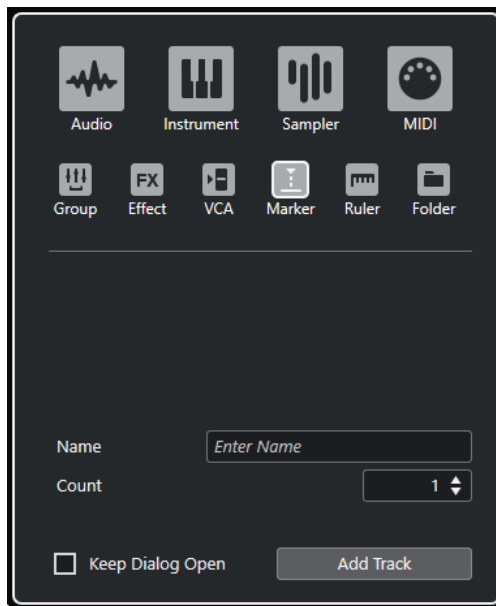 Audio Instrument Sampler MIDI
FX
Group Effect VCA Marker Ruler Folder
Name Enter Name
Count 1
Keep Dialog Open Add Track